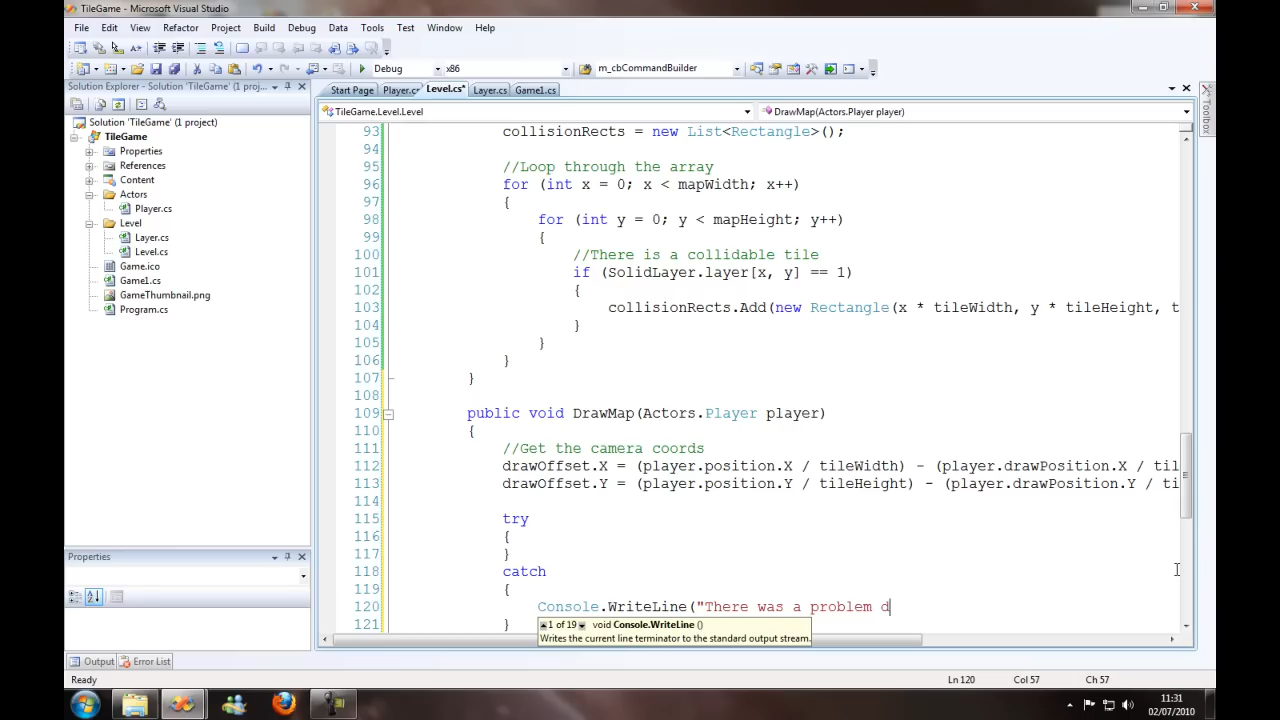 TileGame - Microsoft Visual Studio
File Edit View Refactor Project Build Debug Data Tools Test Window Help
Debug x86 m_cbCommandBuilder
Solution Explorer - Solution 'TileGame' (1 proj...
Start Page Player.cs Level.cs* Layer.cs Game1.cs
TileGame.Level.Level DrawMap(Actors.Player player)
Solution 'TileGame' (1 project)
TileGame
Properties
References
Content
Actors
Player.cs
Level
Layer.cs
Level.cs
Game.ico
Game1.cs
GameThumbnail.png
Program.cs
93 collisionRects = new List<Rectangle>();
94
95 //Loop through the array
96 for (int x = 0; x < mapWidth; x++)
97 {
98 for (int y = 0; y < mapHeight; y++)
99 {
100 //There is a collidable tile
101 if (SolidLayer.layer[x, y] == 1)
102 {
103 collisionRects.Add(new Rectangle(x * tileWidth, y * tileHeight, t
104 }
105 }
106 }
107 }
108
109 public void DrawMap(Actors.Player player)
110 {
111 //Get the camera coords
112 drawOffset.X = (player.position.X / tileWidth) - (player.drawPosition.X / til
113 drawOffset.Y = (player.position.Y / tileHeight) - (player.drawPosition.Y / ti
114
115 try
116 {
117 }
118 catch
119 {
120 Console.WriteLine("There was a problem d
121 }
1 of 19 void Console.WriteLine ()
Writes the current line terminator to the standard output stream.
Toolbox
Properties
Output Error List
Ready Ln 120 Col 57 Ch 57
11:31
02/07/2010